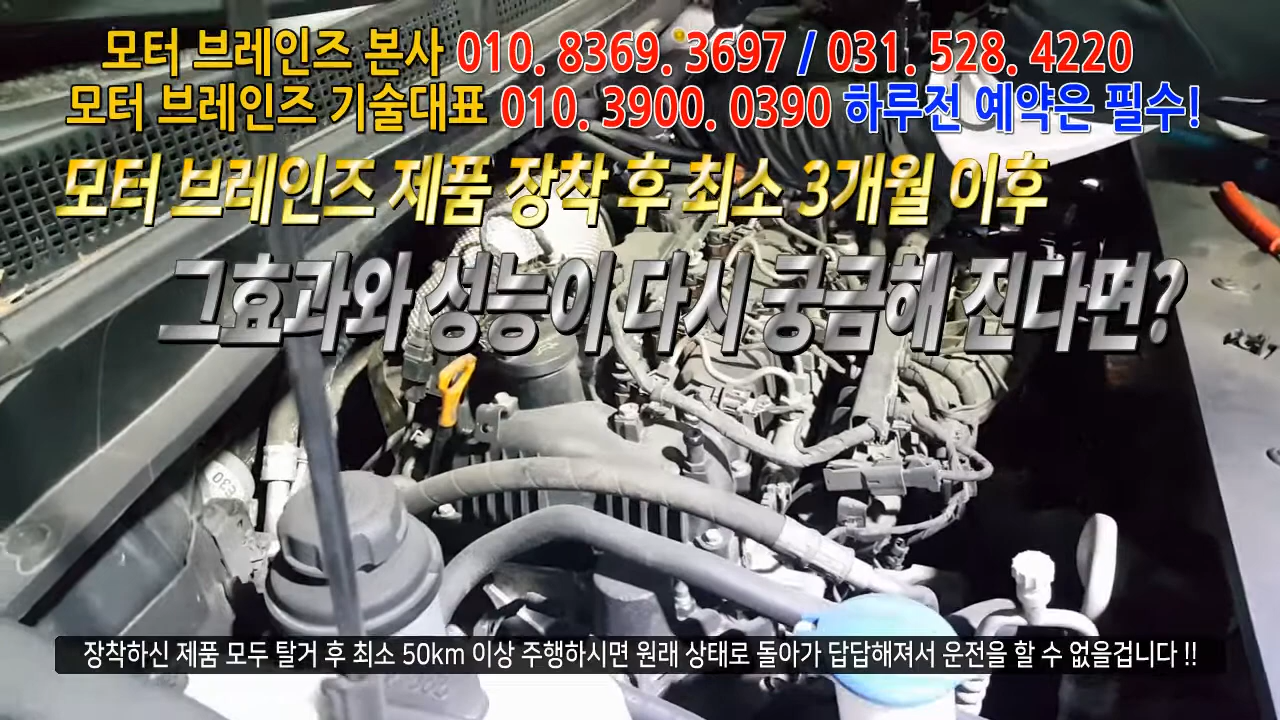 모터 브레인즈 본사 010. 8369. 3697 / 031. 528. 4220
모터 브레인즈 기술대표 010. 3900. 0390 하루전 예약은 필수!
모터 브레인즈 제품 장착 후 최소 3개월 이후
그효과와 성능이 다시 궁금해 진다면?
장착하신 제품 모두 탈거 후 최소 50km 이상 주행하시면 원래 상태로 돌아가 답답해져서 운전을 할 수 없을겁니다 !!